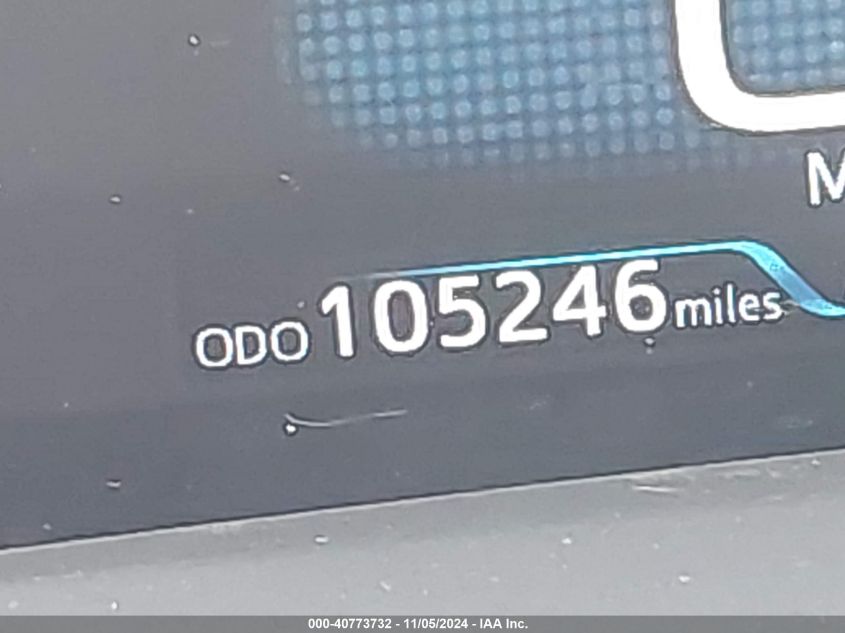 M
ODO 105246 miles
000-40773732 - 11/05/2024 - IAA Inc.